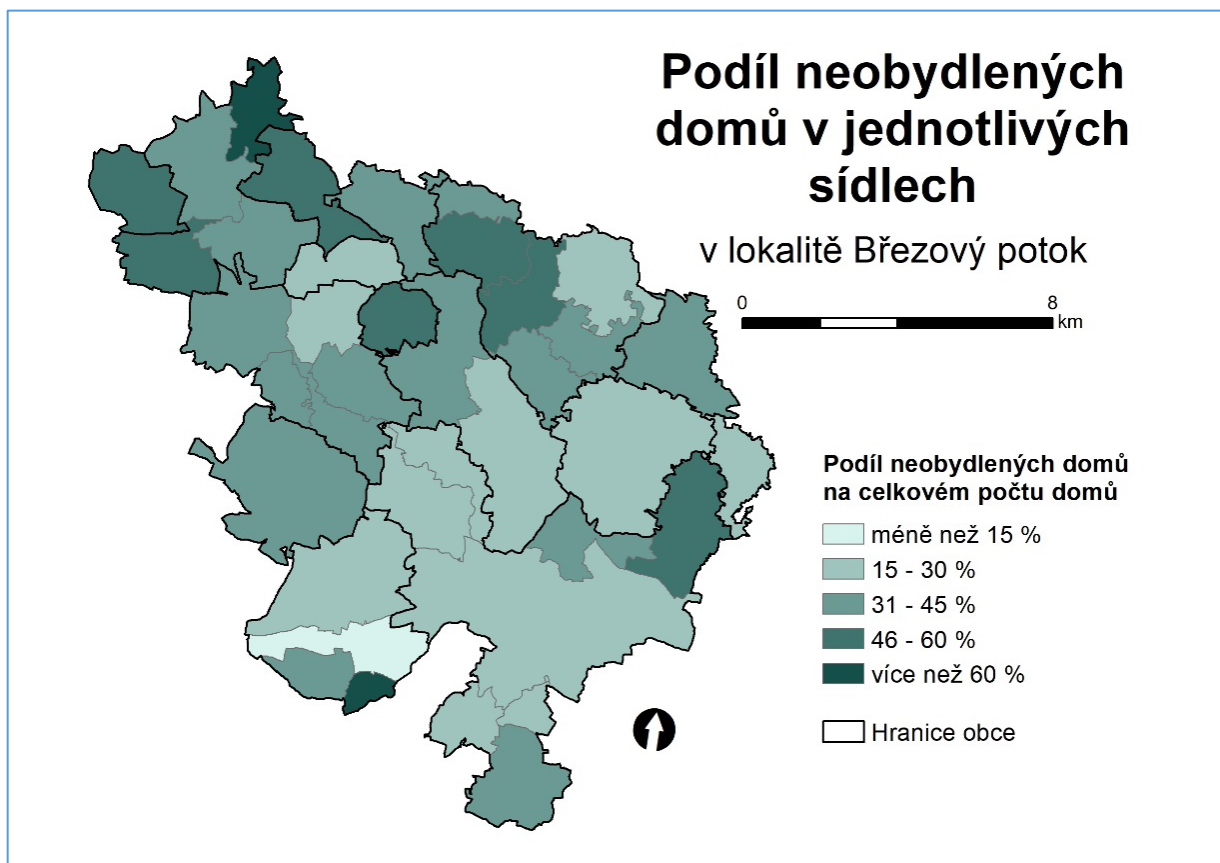 Podíl neobydlených
domů v jednotlivých
sídlech
v lokalitě Březový potok
0 8
km
Podíl neobydlených domů
na celkovém počtu domů
méně než 15 %
15 - 30 %
31 - 45 %
46 - 60 %
více než 60 %
Hranice obce